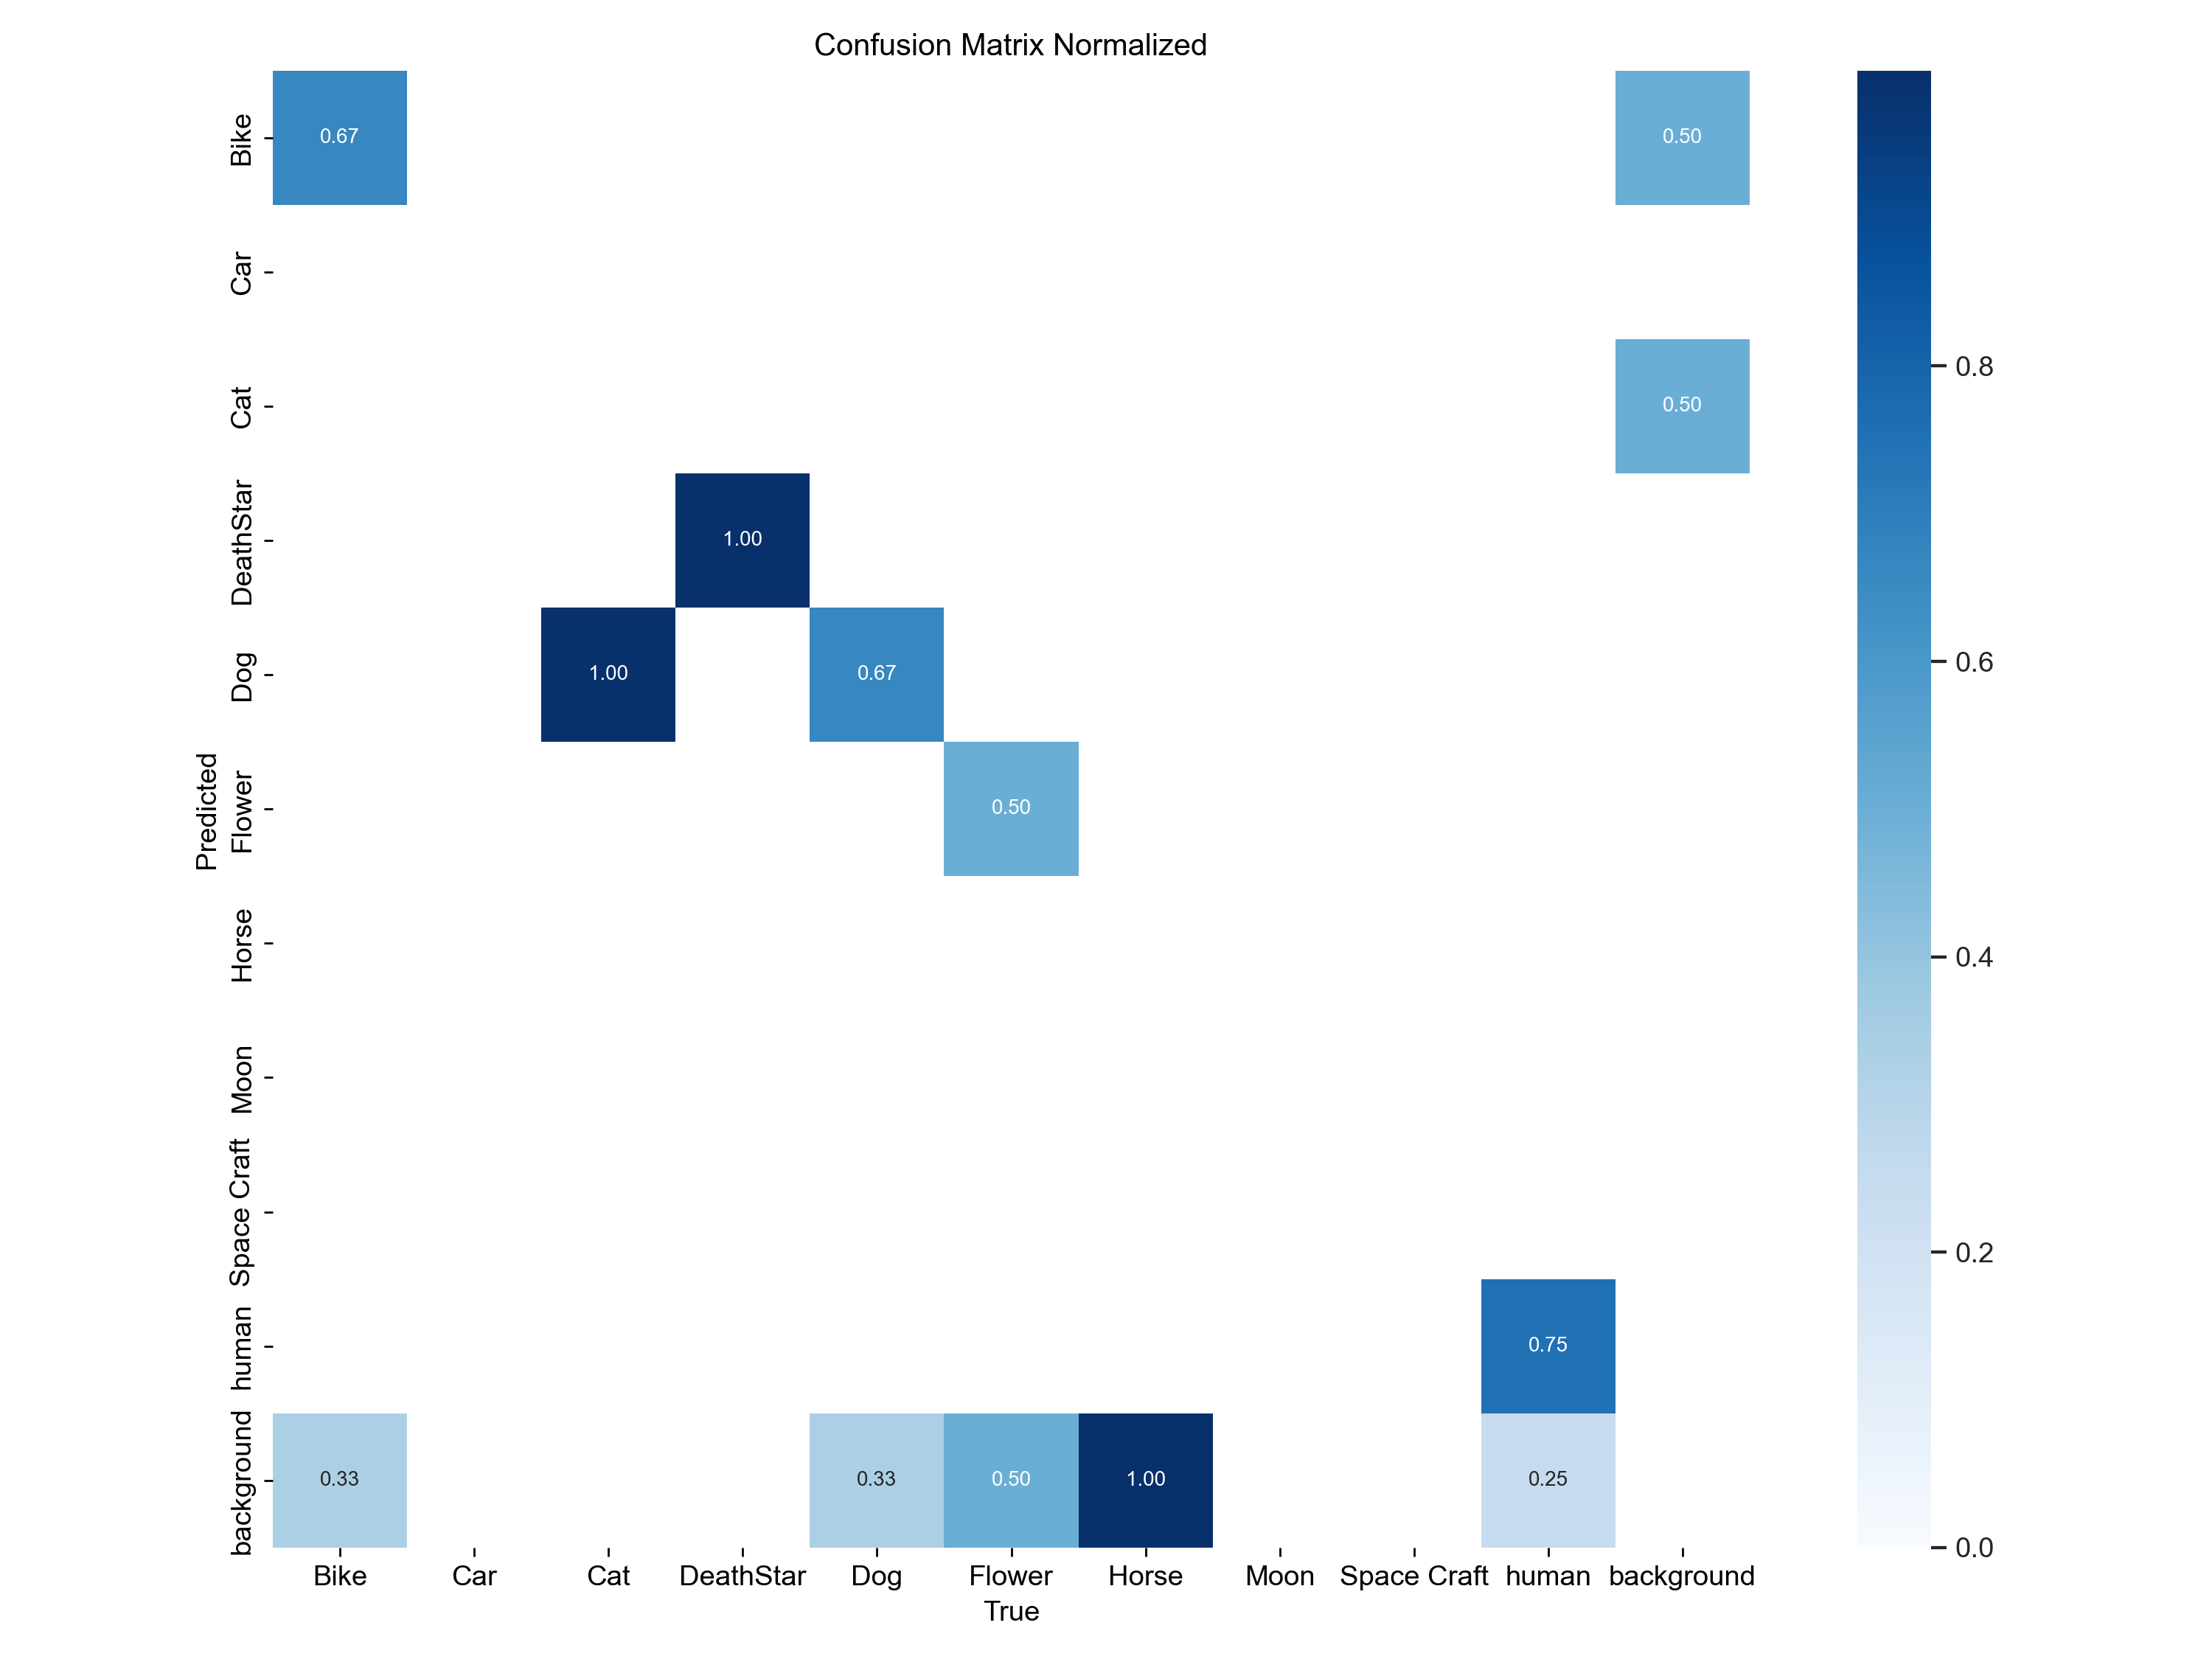 Confusion Matrix Normalized
Bike
0.67
0.50
Car
Cat
0.50
0.8
DeathStar
1.00
Dog
1.00
0.67
0.6
Predicted
Flower
0.50
Horse
0.4
Moon
Space Craft
0.2
human
0.75
background
0.33
0.33
0.50
1.00
0.25
0.0
Bike Car Cat DeathStar Dog Flower Horse Moon Space Craft human background
True